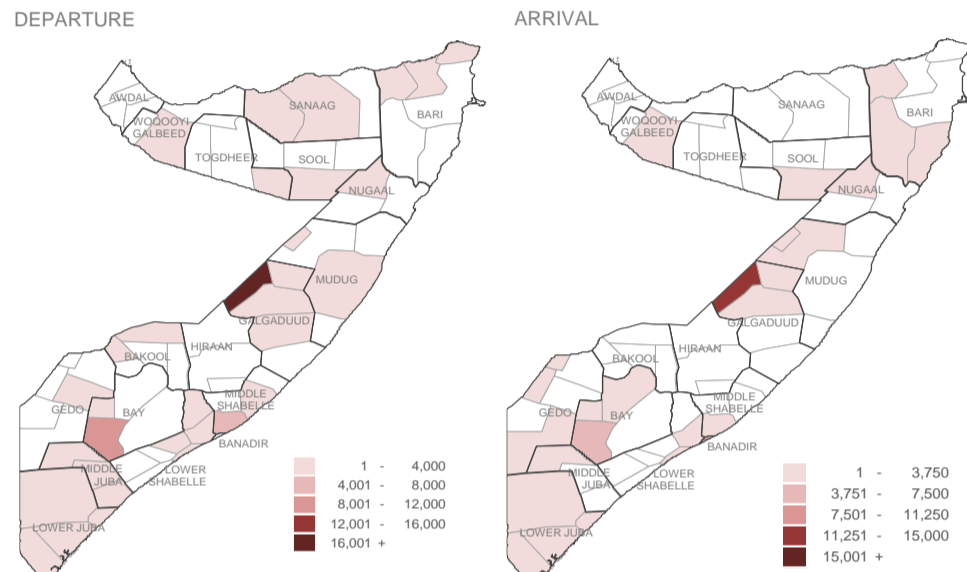 DEPARTURE
AWDAL
WOQOOYI
GALBEED
TOGDHEER
SANAAG
SOOL
BARI
NUGAAL
MUDUG
GALGADUUD
HIRAAN
BAKOOL
GEDO
BAY
MIDDLE
SHABELLE
BANADIR
MIDDLE
JUBA
LOWER
SHABELLE
LOWER JUBA
1 - 4,000
4,001 - 8,000
8,001 - 12,000
12,001 - 16,000
16,001 +
ARRIVAL
AWDAL
WOQOOYI
GALBEED
TOGDHEER
SANAAG
SOOL
BARI
NUGAAL
MUDUG
GALGADUUD
HIRAAN
BAKOOL
GEDO
BAY
MIDDLE
SHABELLE
BANADIR
MIDDLE
JUBA
LOWER
SHABELLE
LOWER JUBA
1 - 3,750
3,751 - 7,500
7,501 - 11,250
11,251 - 15,000
15,001 +